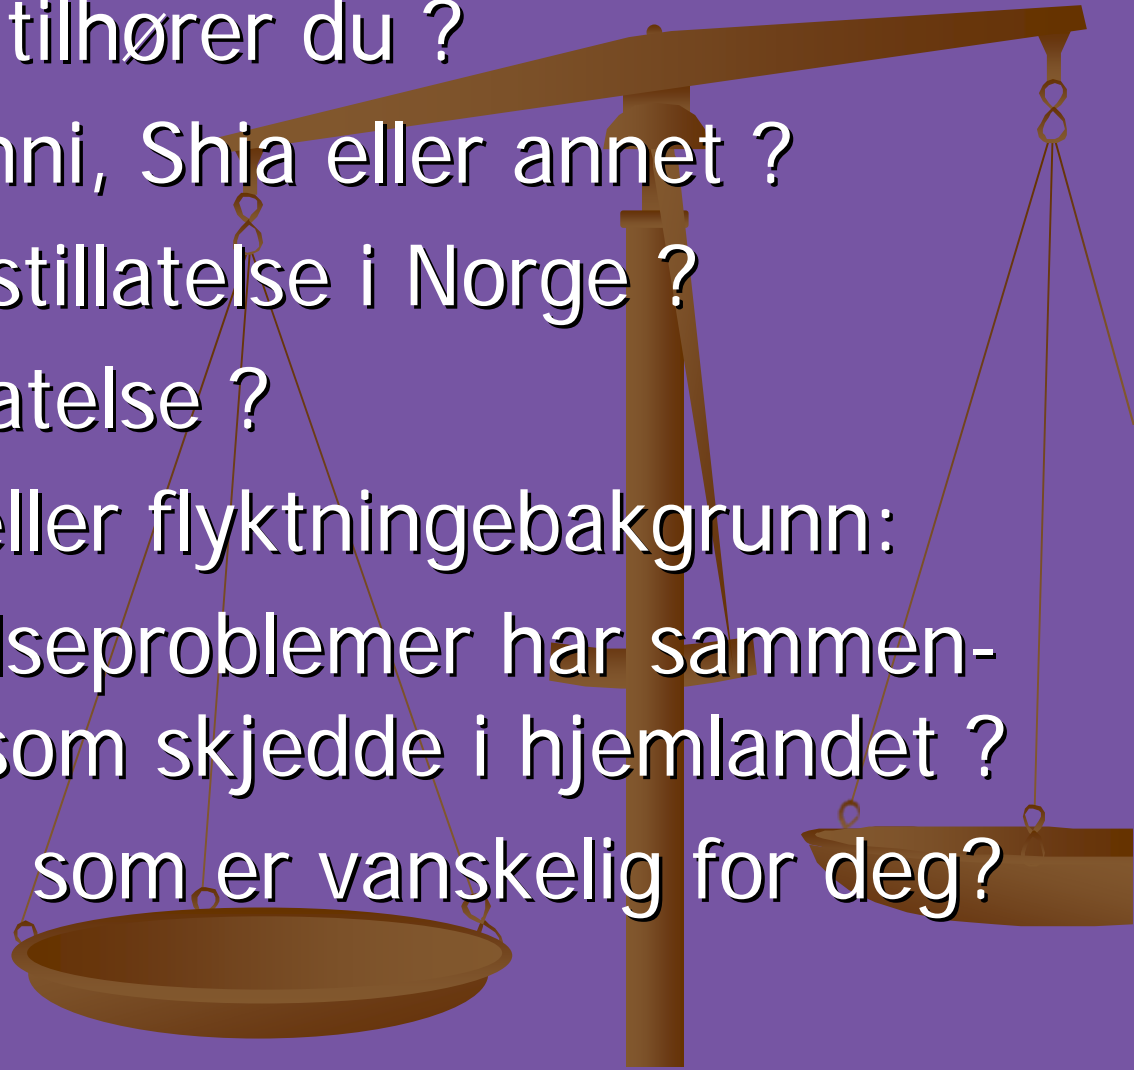 tilhører du ?
nni, Shia eller annet ?
stillatelse i Norge ?
atelse ?
eller flyktningebakgrunn:
lseproblemer har sammen-
som skjedde i hjemlandet ?
som er vanskelig for deg?